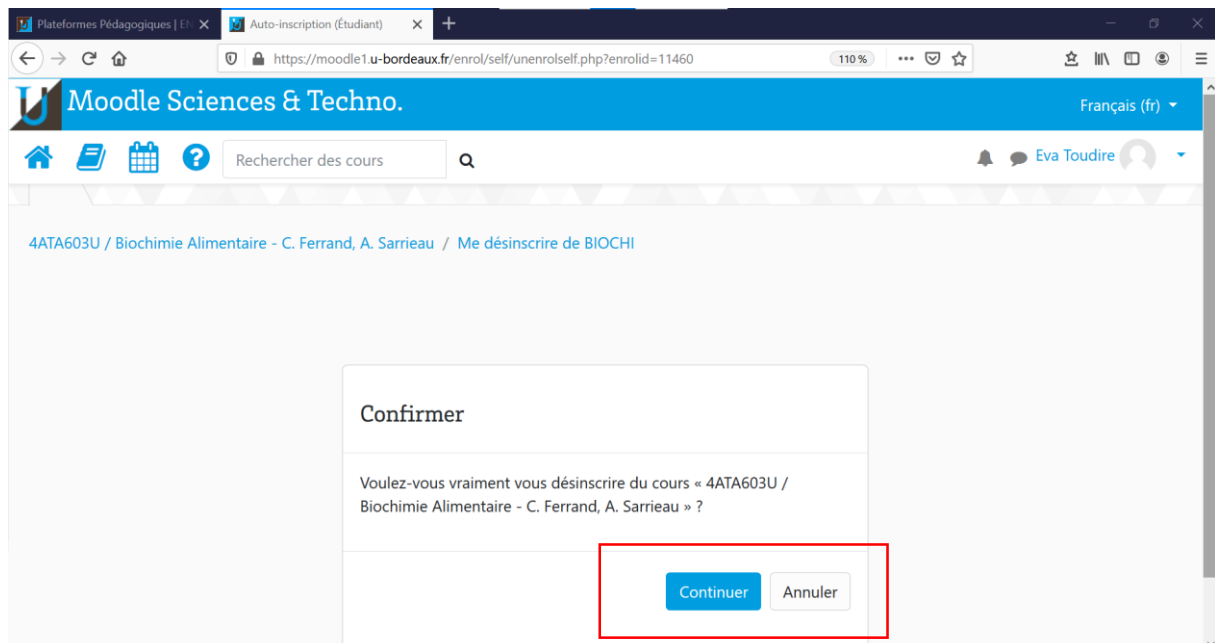 Plateformes Pédagogiques | EN
Auto-inscription (Étudiant)
https://moodle1.u-bordeaux.fr/enrol/self/unenrolself.php?enrolid=11460
110 %
Moodle Sciences & Techno.
Français (fr)
Rechercher des cours
Eva Toudire
4ATA603U / Biochimie Alimentaire - C. Ferrand, A. Sarrieau / Me désinscrire de BIOCHI
Confirmer
Voulez-vous vraiment vous désinscrire du cours « 4ATA603U /
Biochimie Alimentaire - C. Ferrand, A. Sarrieau » ?
Continuer
Annuler